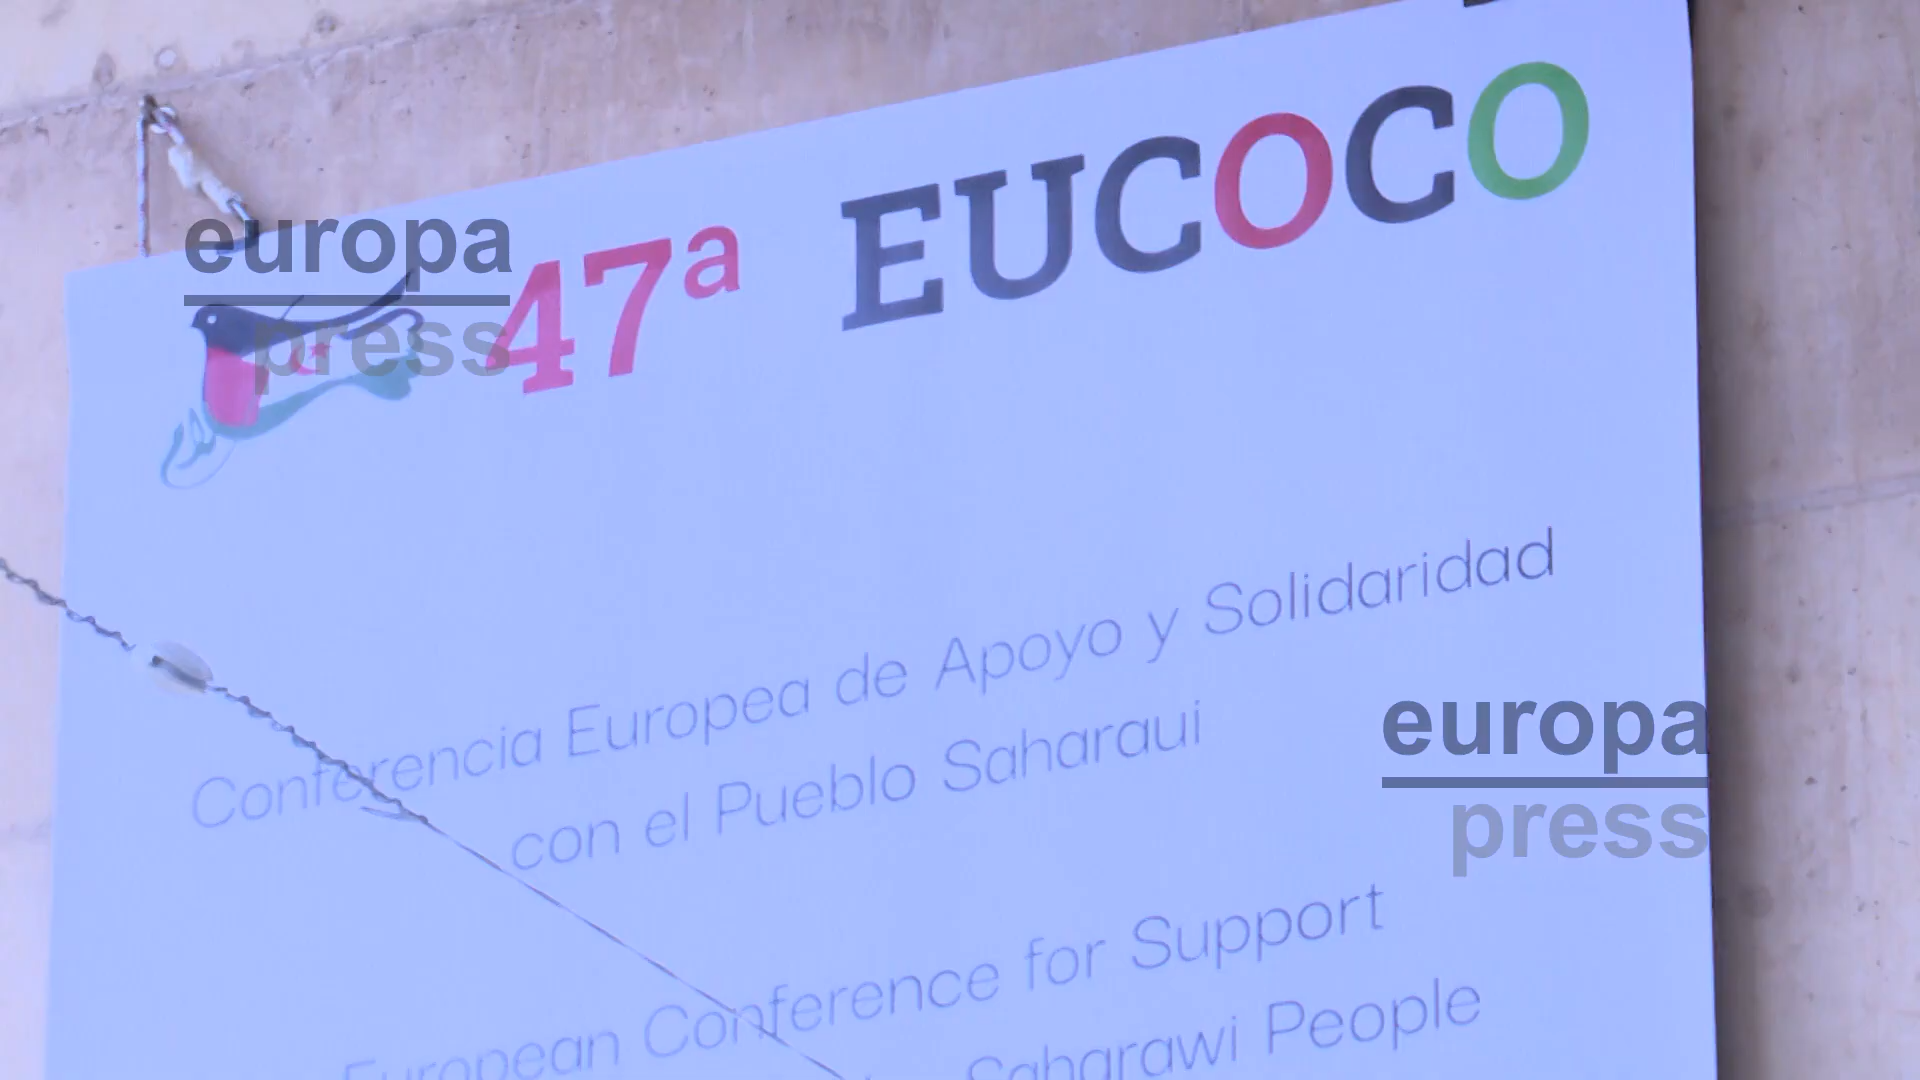 47ª EUCOCO
Conferencia Europea de Apoyo y Solidaridad
con el Pueblo Saharaui
European Conference for Support
Saharawi People
europa
press
europa
press